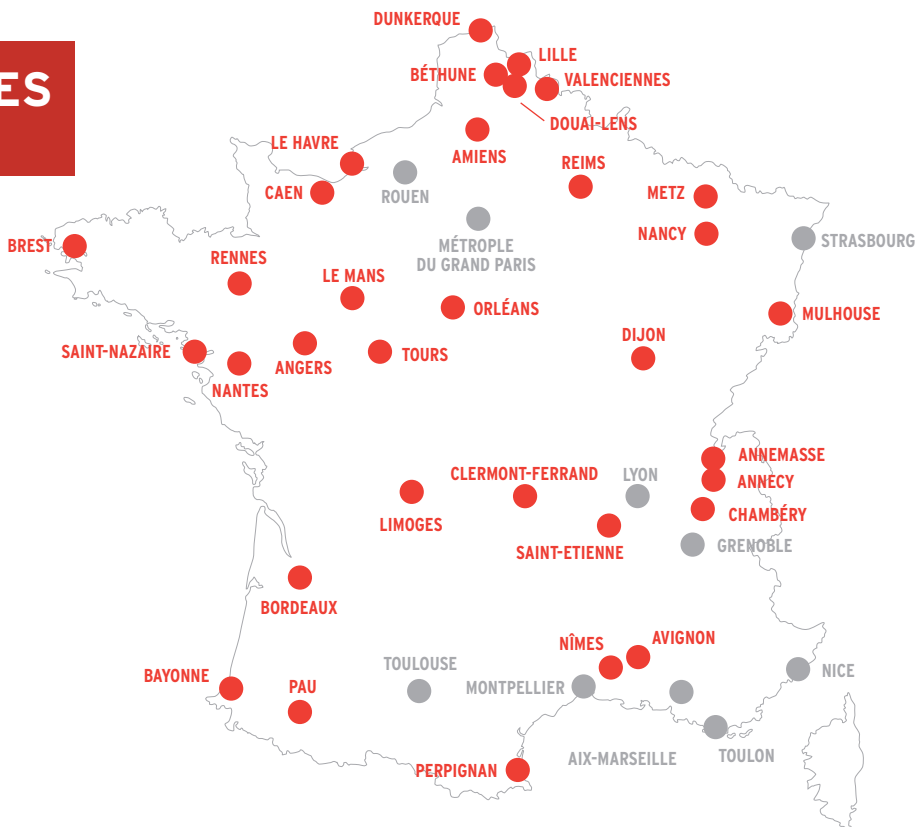 ES
DUNKERQUE
LILLE
BÉTHUNE
VALENCIENNES
DOUAI-LENS
LE HAVRE
AMIENS
REIMS
CAEN
ROUEN
METZ
MÉTROPLE
DU GRAND PARIS
NANCY
STRASBOURG
BREST
RENNES
LE MANS
ORLÉANS
MULHOUSE
SAINT-NAZAIRE
ANGERS
TOURS
DIJON
NANTES
ANNEMASSE
CLERMONT-FERRAND
LYON
ANNECY
LIMOGES
CHAMBÉRY
SAINT-ETIENNE
GRENOBLE
BORDEAUX
NÎMES
AVIGNON
BAYONNE
PAU
TOULOUSE
MONTPELLIER
NICE
PERPIGNAN
AIX-MARSEILLE
TOULON